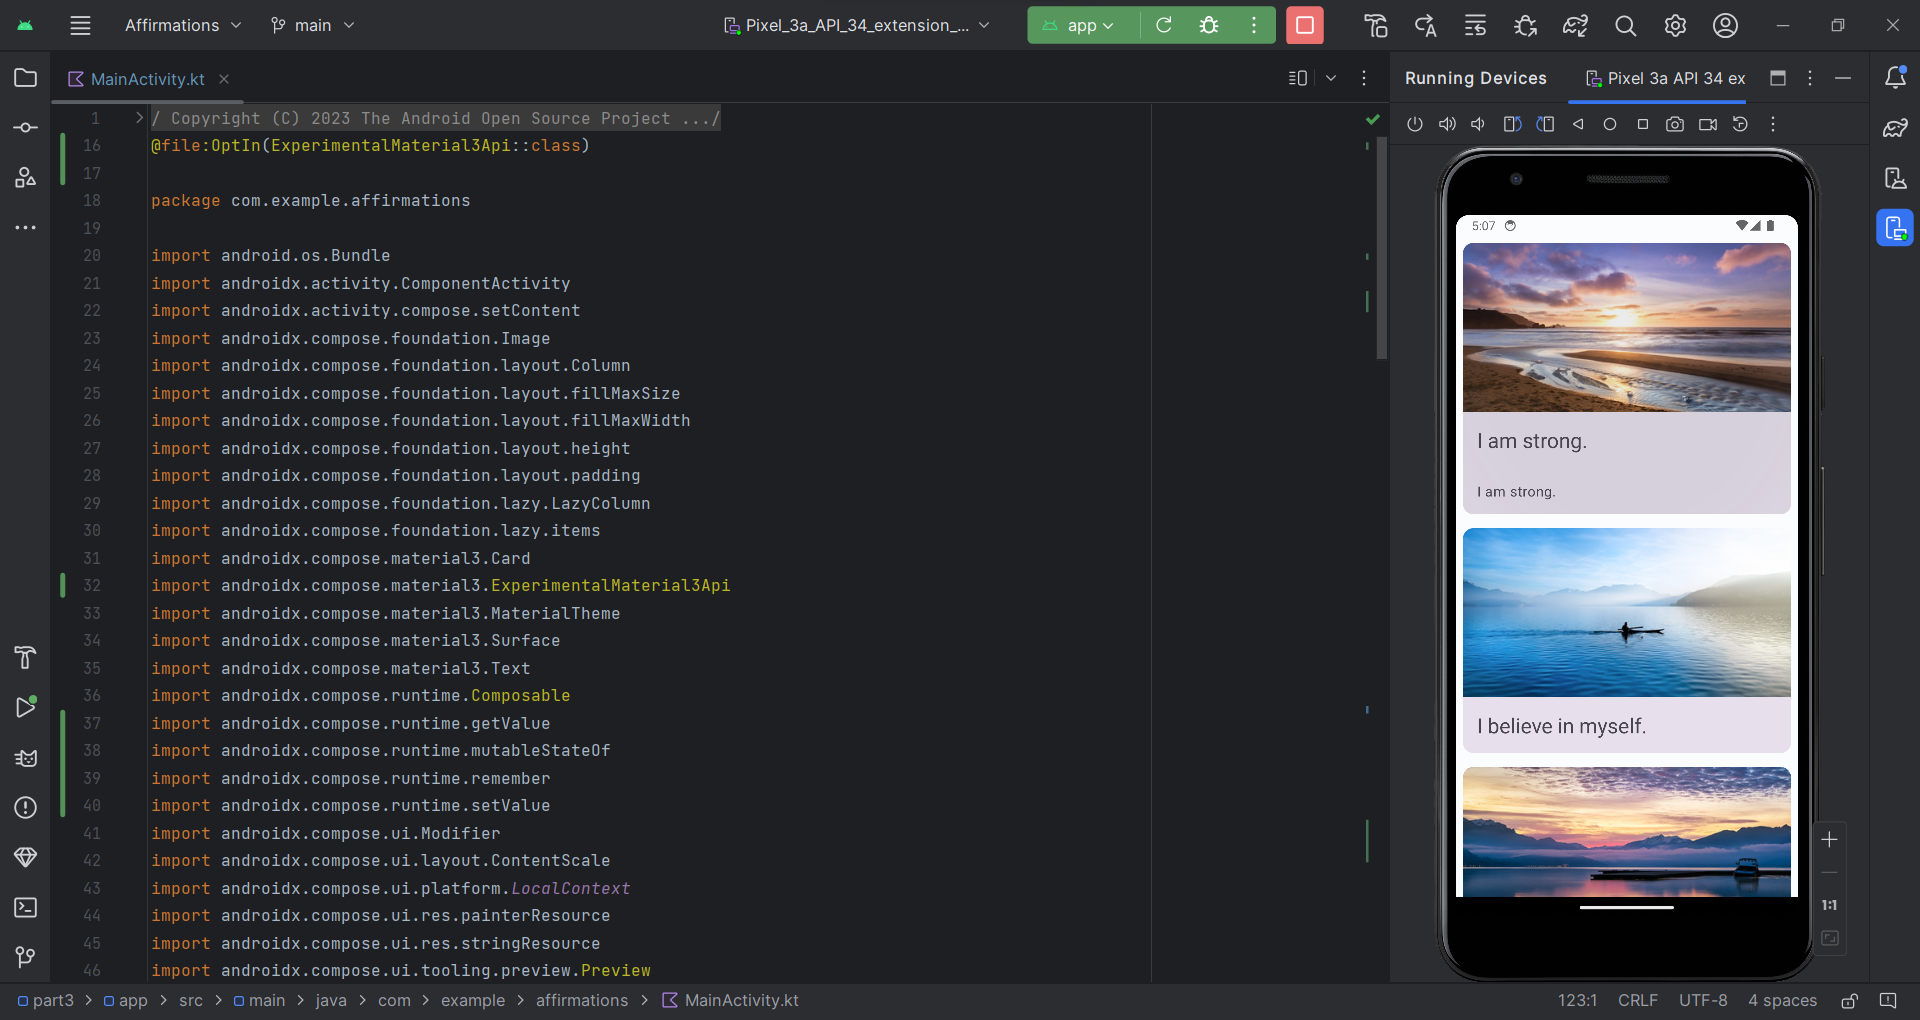 Affirmations main Pixel_3a_API_34_extension_... app
MainActivity.kt
Running Devices Pixel 3a API 34 ex
1 / Copyright (C) 2023 The Android Open Source Project .../
16 @file:OptIn(ExperimentalMaterial3Api::class)
17
18 package com.example.affirmations
19
20 import android.os.Bundle
21 import androidx.activity.ComponentActivity
22 import androidx.activity.compose.setContent
23 import androidx.compose.foundation.Image
24 import androidx.compose.foundation.layout.Column
25 import androidx.compose.foundation.layout.fillMaxSize
26 import androidx.compose.foundation.layout.fillMaxWidth
27 import androidx.compose.foundation.layout.height
28 import androidx.compose.foundation.layout.padding
29 import androidx.compose.foundation.lazy.LazyColumn
30 import androidx.compose.foundation.lazy.items
31 import androidx.compose.material3.Card
32 import androidx.compose.material3.ExperimentalMaterial3Api
33 import androidx.compose.material3.MaterialTheme
34 import androidx.compose.material3.Surface
35 import androidx.compose.material3.Text
36 import androidx.compose.runtime.Composable
37 import androidx.compose.runtime.getValue
38 import androidx.compose.runtime.mutableStateOf
39 import androidx.compose.runtime.remember
40 import androidx.compose.runtime.setValue
41 import androidx.compose.ui.Modifier
42 import androidx.compose.ui.layout.ContentScale
43 import androidx.compose.ui.platform.LocalContext
44 import androidx.compose.ui.res.painterResource
45 import androidx.compose.ui.res.stringResource
46 import androidx.compose.ui.tooling.preview.Preview
5:07
I am strong.
I am strong.
I believe in myself.
1:1
part3 > app > src > main > java > com > example > affirmations > MainActivity.kt
123:1 CRLF UTF-8 4 spaces